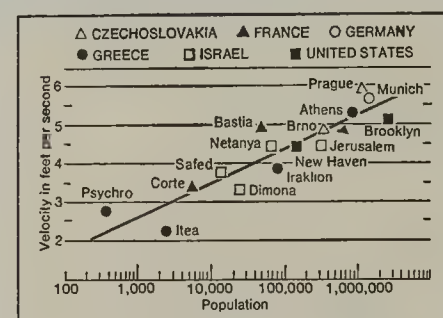 △ CZECHOSLOVAKIA ▲ FRANCE ○ GERMANY
● GREECE □ ISRAEL ■ UNITED STATES
Velocity in feet per second
6
5
4
3
2
Prague
Munich
Athens
Bastia
Brno
Brooklyn
Netanya
Jerusalem
New Haven
Safed
Iraklion
Psychro
Corte
Dimona
Itea
100 1,000 10,000 100,000 1,000,000
Population